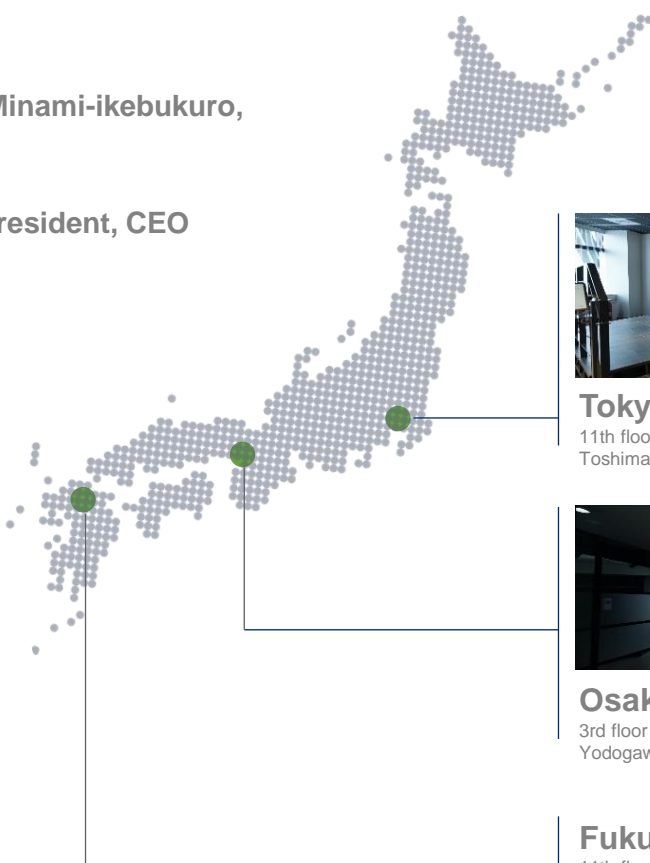 Minami-ikebukuro,
resident, CEO
Toky
11th floo
Toshima
Osak
3rd floor
Yodogaw
Fuku